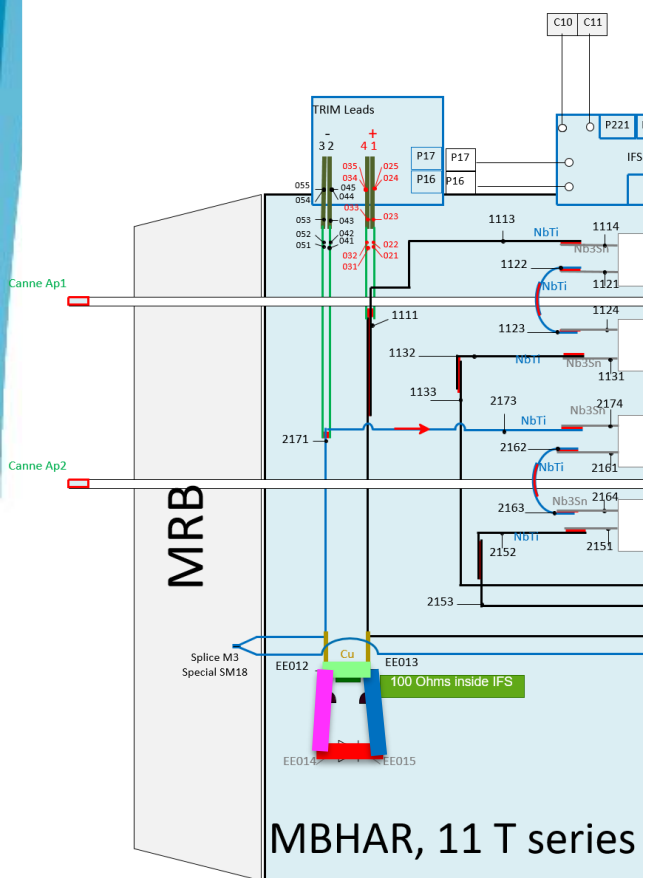 C10 C11
TRIM Leads
P221
- +
3 2 4 1
IFS
P17 P17
P16 P16
035 025
034 024
055 045
054 044
033 023
053 043
052 042
051 041
032 022
031 021
1113
1114
NbTi
Nb3Sn
1122
1121
NbTi
Canne Ap1
1111
1124
1123
1132
NbTi
Nb3Sn
1131
1133
2173
2174
Nb3Sn
NbTi
2171
2162
2161
NbTi
Canne Ap2
2164
Nb3Sn
2163
NbTi
2152
2151
MRB
2153
Splice M3
Special SM18
Cu
EE012
EE013
100 Ohms inside IFS
EE014
EE015
MBHAR, 11 T series